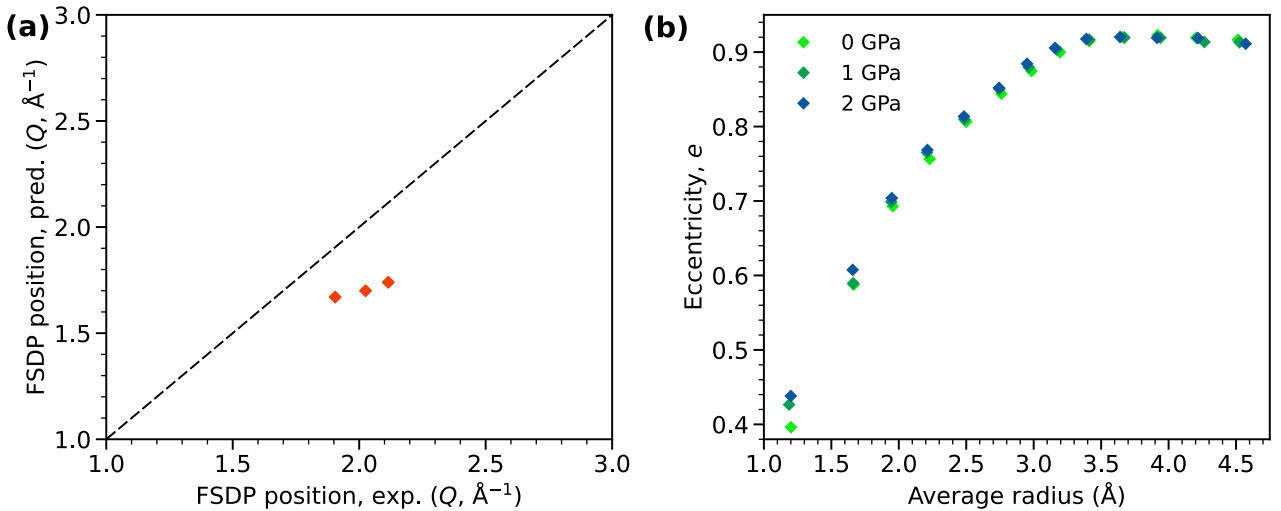 (a)
3.0
2.5
2.0
1.5
1.0
FSDP position, pred. (Q, Å⁻¹)
1.0 1.5 2.0 2.5 3.0
FSDP position, exp. (Q, Å⁻¹)
(b)
0 GPa
1 GPa
2 GPa
0.9
0.8
0.7
0.6
0.5
0.4
Eccentricity, e
1.0 1.5 2.0 2.5 3.0 3.5 4.0 4.5
Average radius (Å)